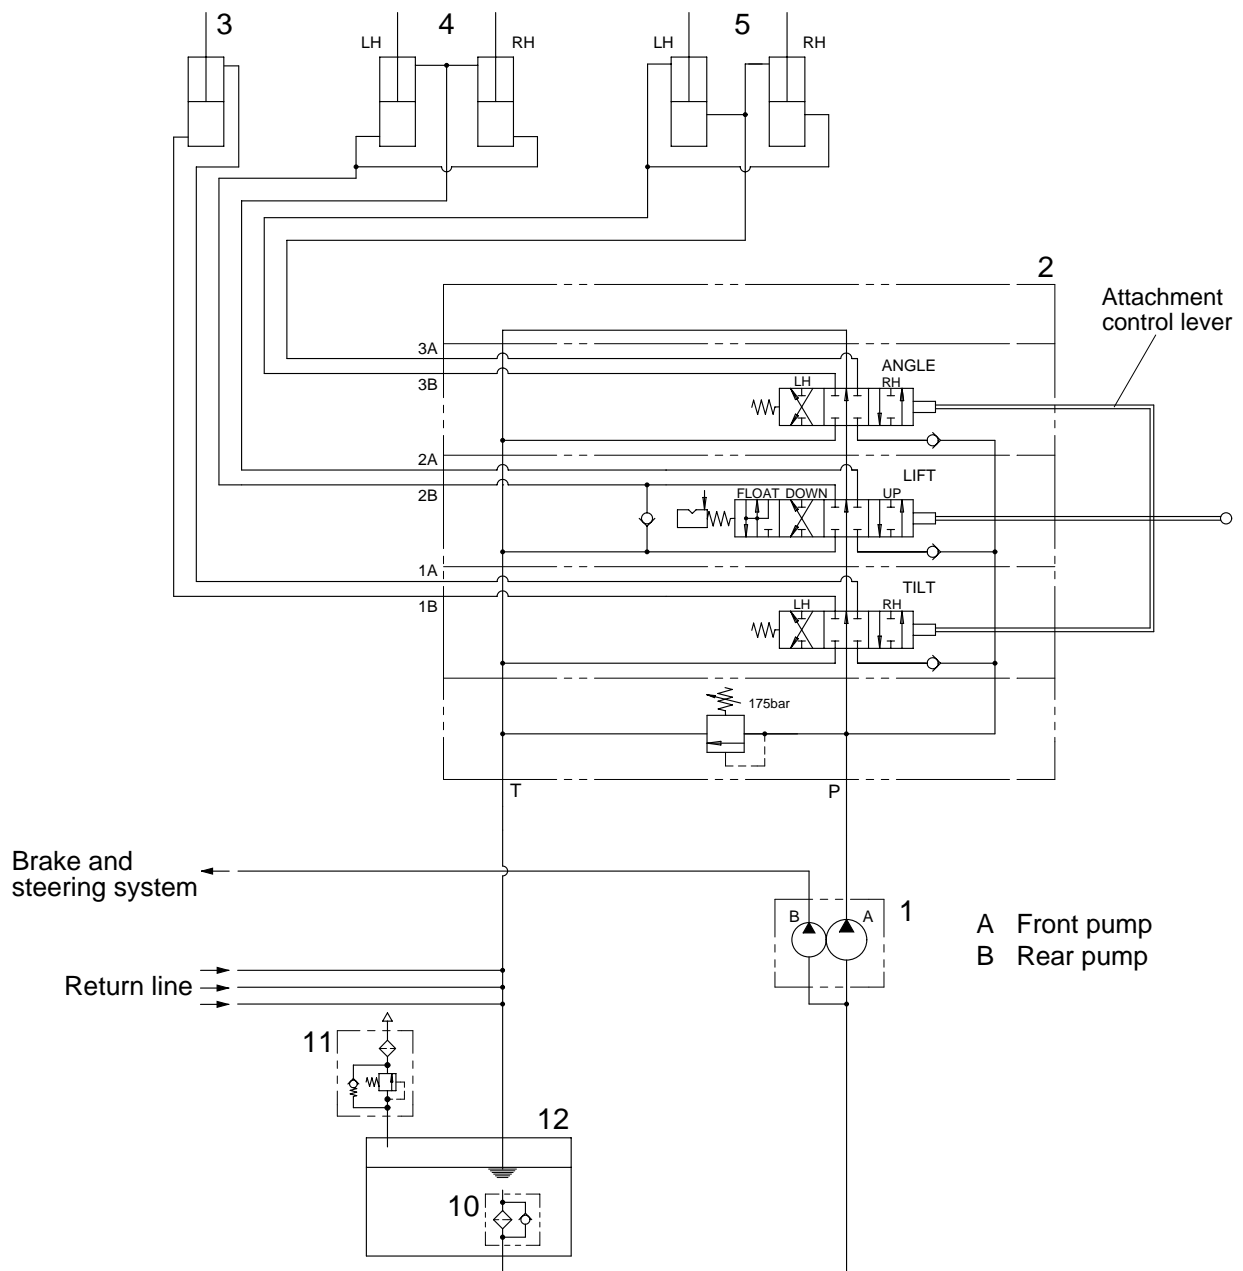 3
4
5
LH
RH
LH
RH
2
Attachment
control lever
3A
ANGLE
3B
LH
RH
2A
LIFT
2B
FLOAT DOWN
UP
1A
TILT
1B
LH
RH
175bar
T
P
Brake and
steering system
B
A
1
A Front pump
B Rear pump
Return line
11
12
10